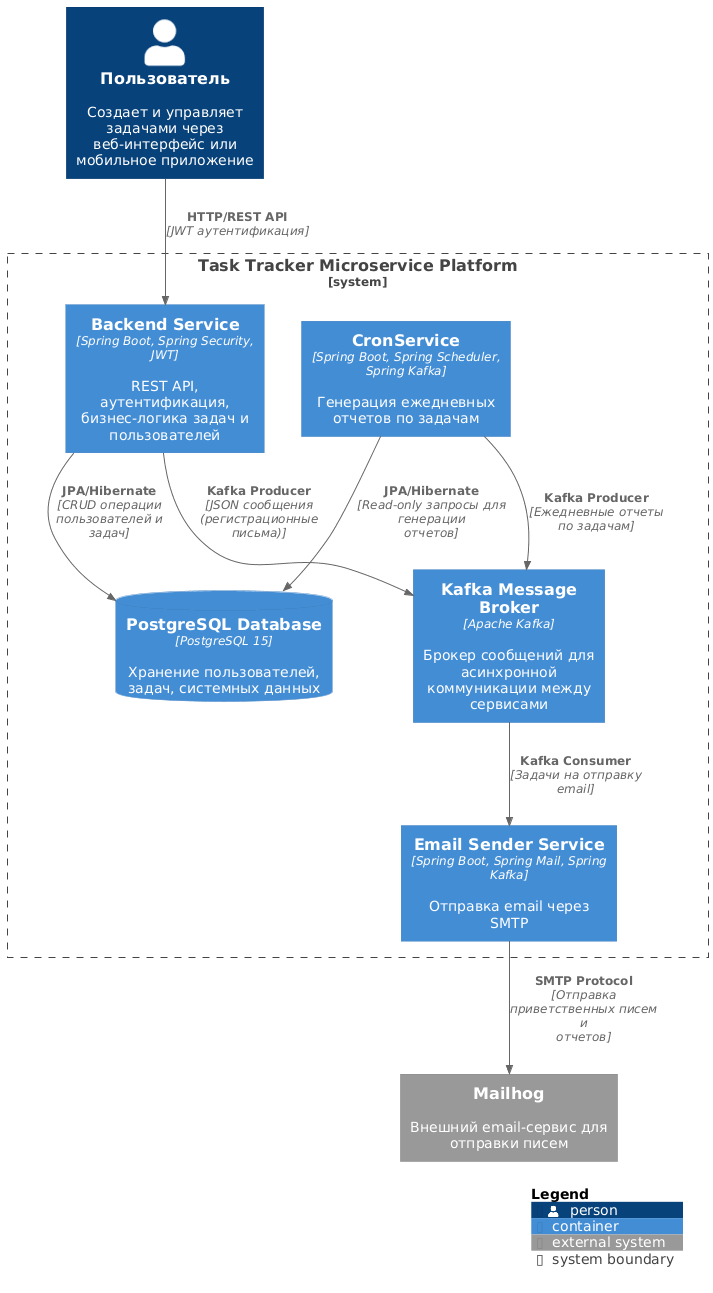 Пользователь
Создает и управляет
задачами через
веб-интерфейс или
мобильное приложение
HTTP/REST API
[JWT аутентификация]
Task Tracker Microservice Platform
[system]
Backend Service
[Spring Boot, Spring Security,
JWT]
REST API,
аутентификация,
бизнес-логика задач и
пользователей
CronService
[Spring Boot, Spring Scheduler,
Spring Kafka]
Генерация ежедневных
отчетов по задачам
JPA/Hibernate
[CRUD операции
пользователей и
задач]
Kafka Producer
[JSON сообщения
(регистрационные
письма)]
JPA/Hibernate
[Read-only запросы для
генерации
отчетов]
Kafka Producer
[Ежедневные отчеты
по задачам]
PostgreSQL Database
[PostgreSQL 15]
Хранение пользователей,
задач, системных данных
Kafka Message
Broker
[Apache Kafka]
Брокер сообщений для
асинхронной
коммуникации между
сервисами
Kafka Consumer
[Задачи на отправку
email]
Email Sender Service
[Spring Boot, Spring Mail, Spring
Kafka]
Отправка email через
SMTP
SMTP Protocol
[Отправка
приветственных писем
и
отчетов]
Mailhog
Внешний email-сервис для
отправки писем
Legend
person
container
external system
system boundary